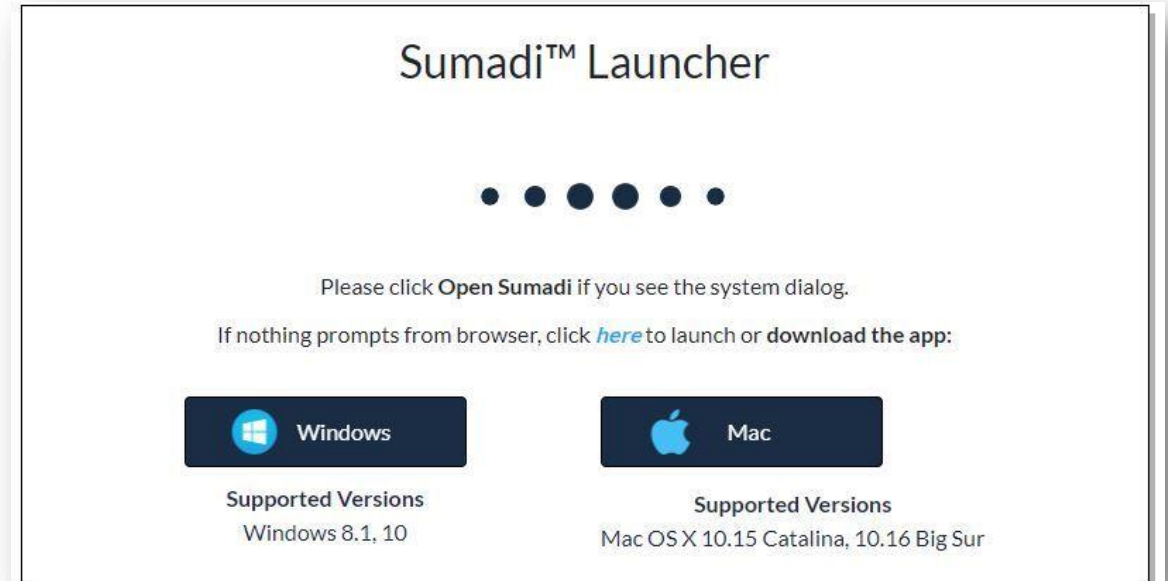 Sumadi™ Launcher
Please click Open Sumadi if you see the system dialog.
If nothing prompts from browser, click here to launch or download the app:
Windows
Mac
Supported Versions
Windows 8.1, 10
Supported Versions
Mac OS X 10.15 Catalina, 10.16 Big Sur